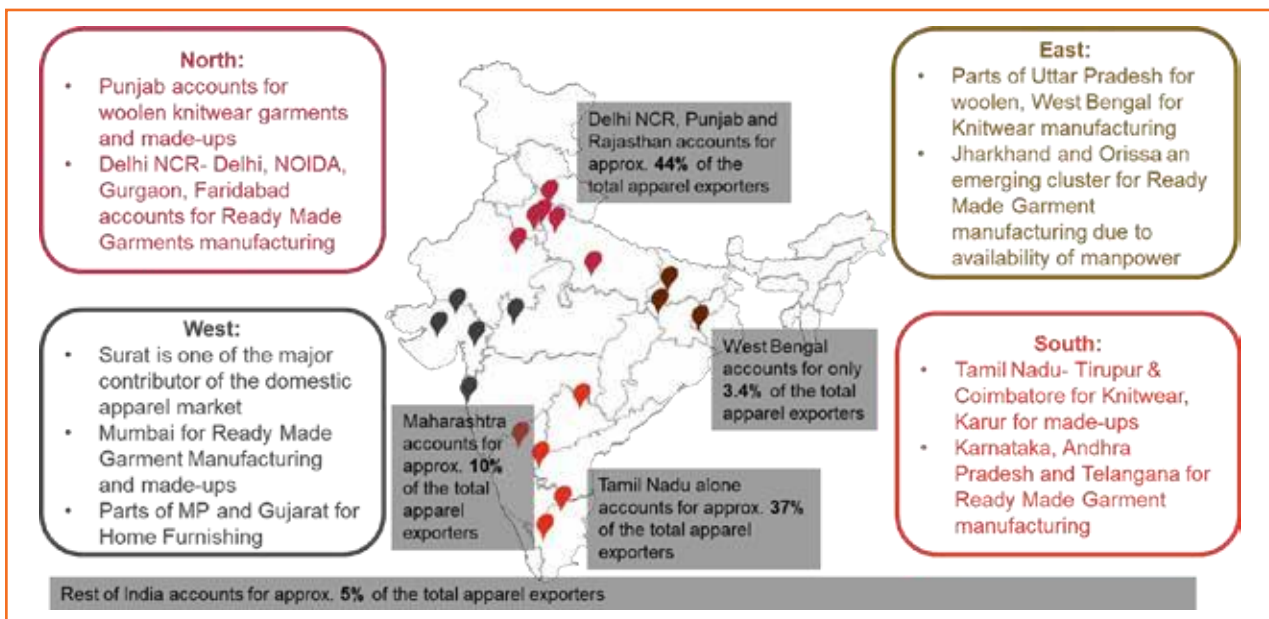 North:
• Punjab accounts for
woolen knitwear garments
and made-ups
• Delhi NCR- Delhi, NOIDA,
Gurgaon, Faridabad
accounts for Ready Made
Garments manufacturing
Delhi NCR, Punjab and
Rajasthan accounts for
approx. 44% of the
total apparel exporters
East:
• Parts of Uttar Pradesh for
woolen, West Bengal for
Knitwear manufacturing
• Jharkhand and Orissa an
emerging cluster for Ready
Made Garment
manufacturing due to
availability of manpower
West:
• Surat is one of the major
contributor of the domestic
apparel market
• Mumbai for Ready Made
Garment Manufacturing
and made-ups
• Parts of MP and Gujarat for
Home Furnishing
Maharashtra
accounts for
approx. 10%
of the total
apparel
exporters
West Bengal
accounts for only
3.4% of the total
apparel exporters
Tamil Nadu alone
accounts for approx. 37%
of the total apparel
exporters
South:
• Tamil Nadu- Tirupur &
Coimbatore for Knitwear,
Karur for made-ups
• Karnataka, Andhra
Pradesh and Telangana for
Ready Made Garment
manufacturing
Rest of India accounts for approx. 5% of the total apparel exporters